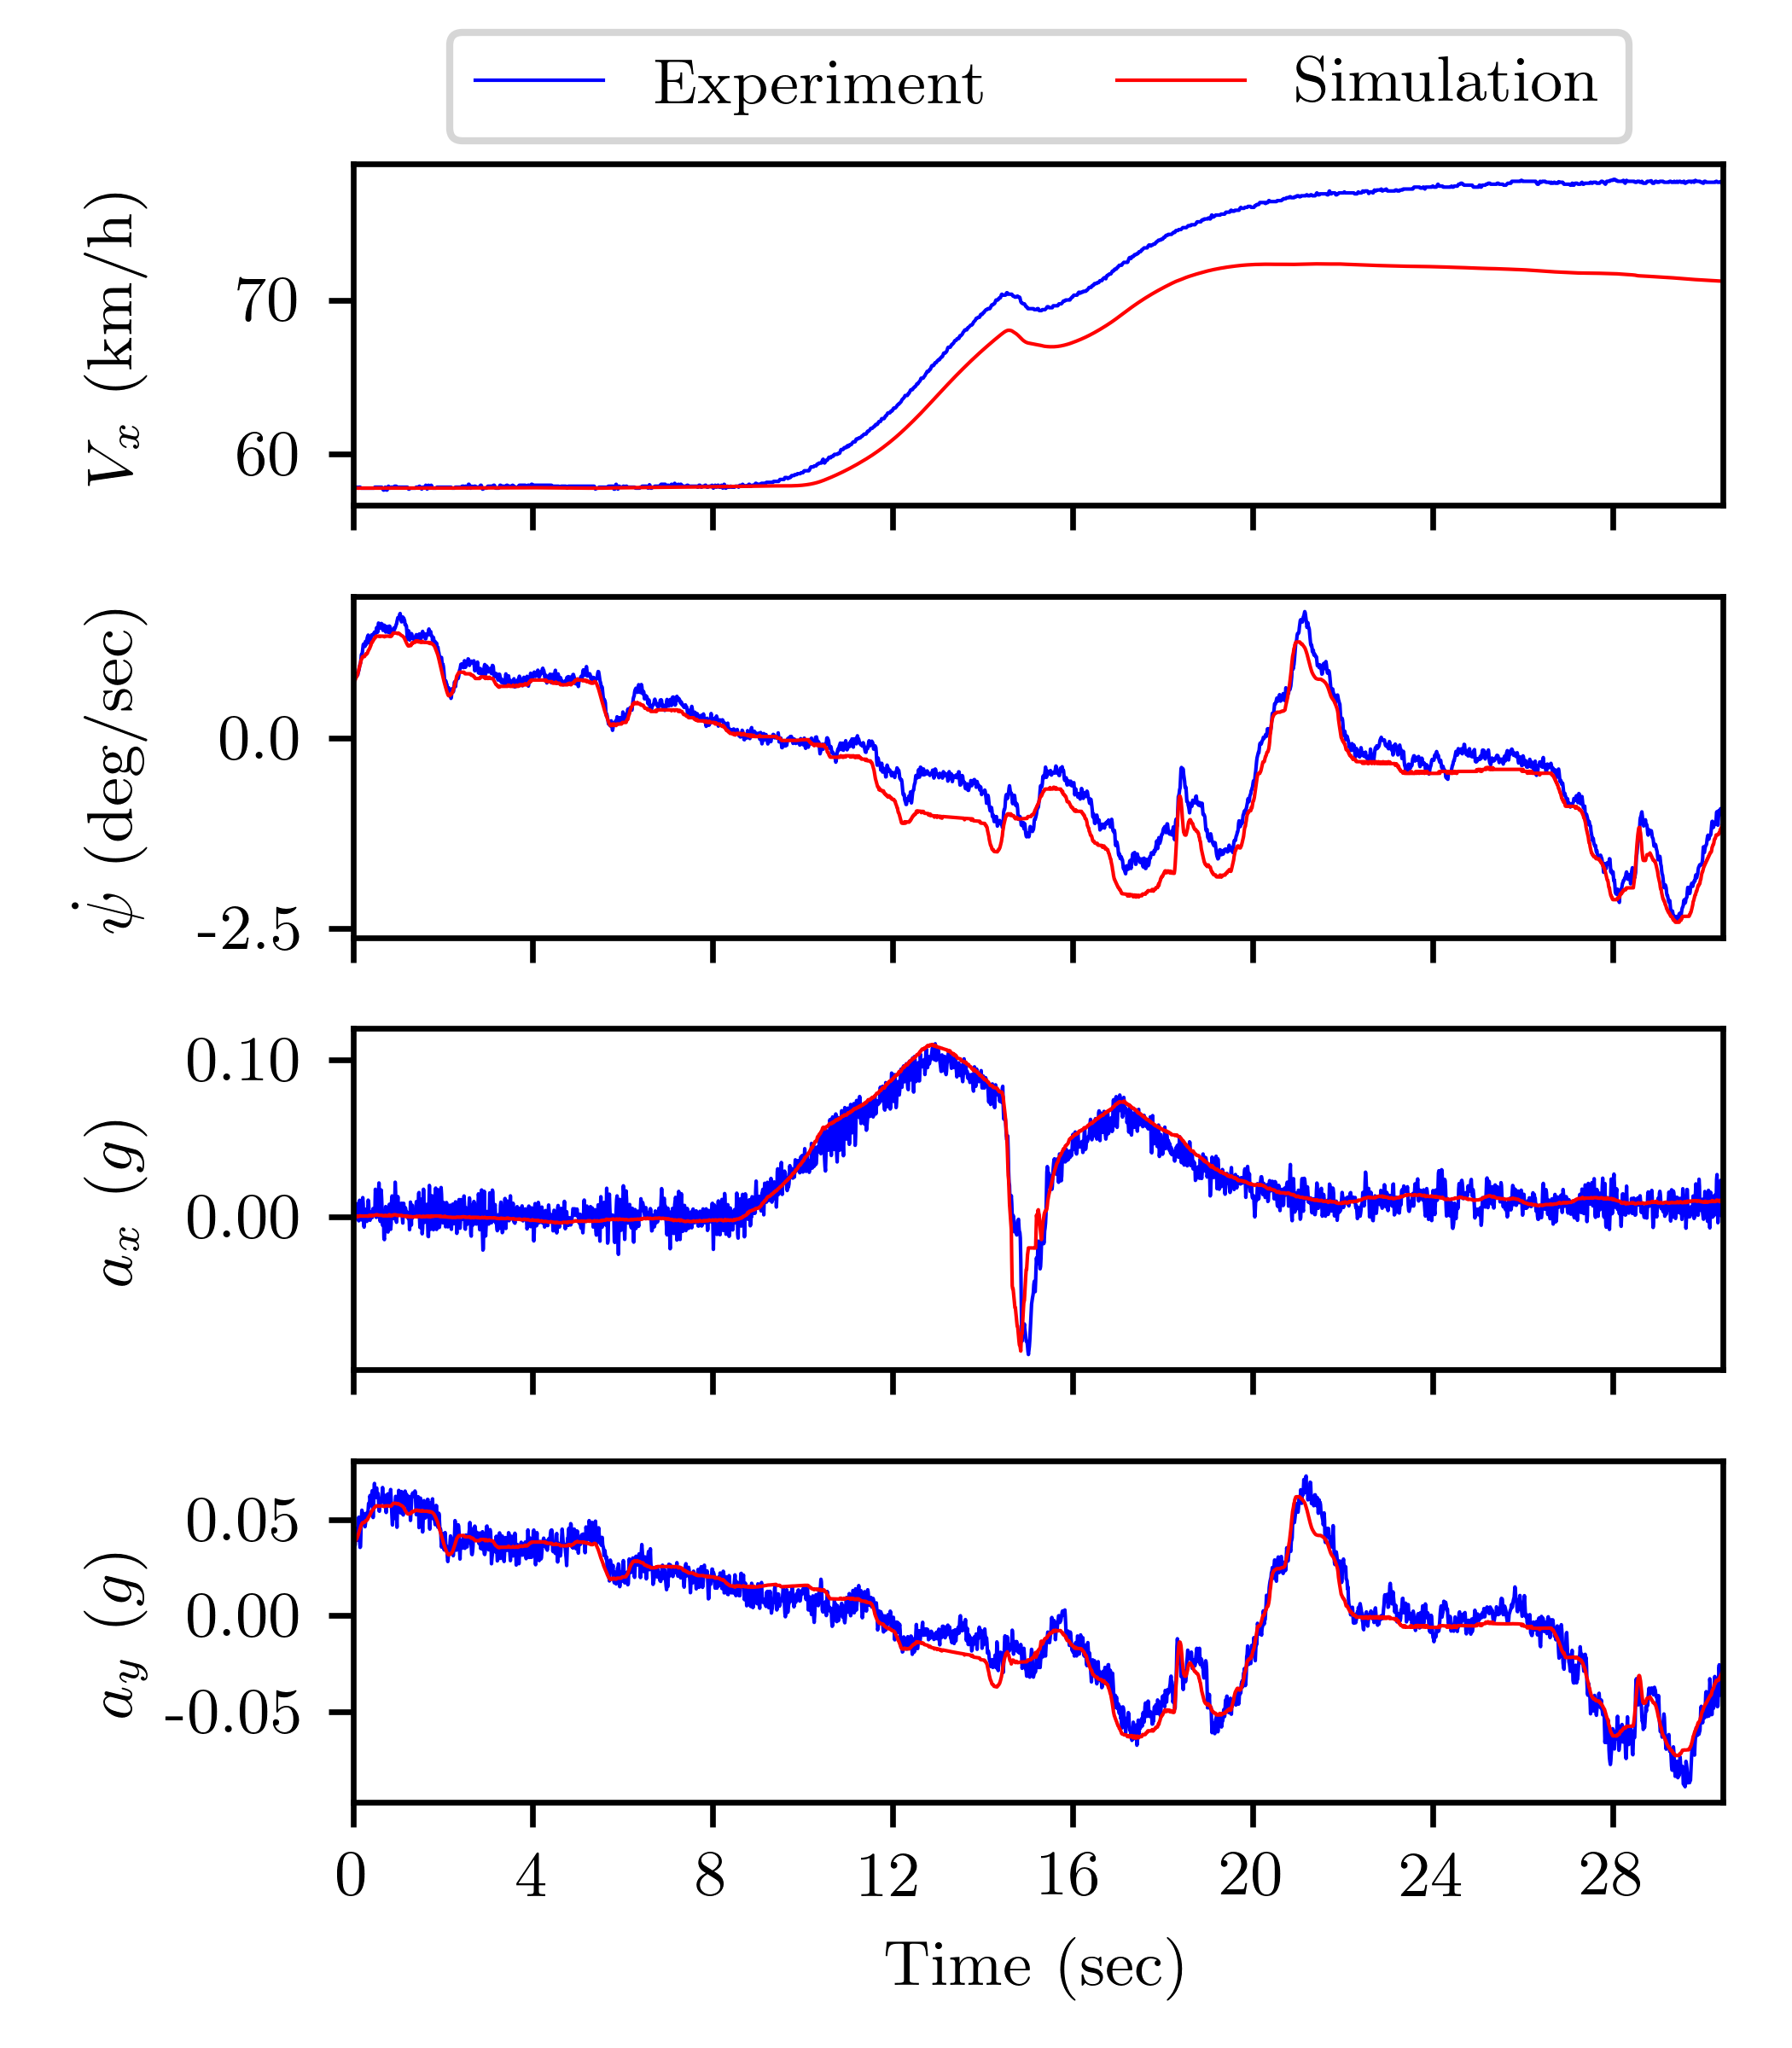 Experiment Simulation
V_x (km/h)
70
60
ψ̇ (deg/sec)
0.0
-2.5
a_x (g)
0.10
0.00
a_y (g)
0.05
0.00
-0.05
0 4 8 12 16 20 24 28
Time (sec)